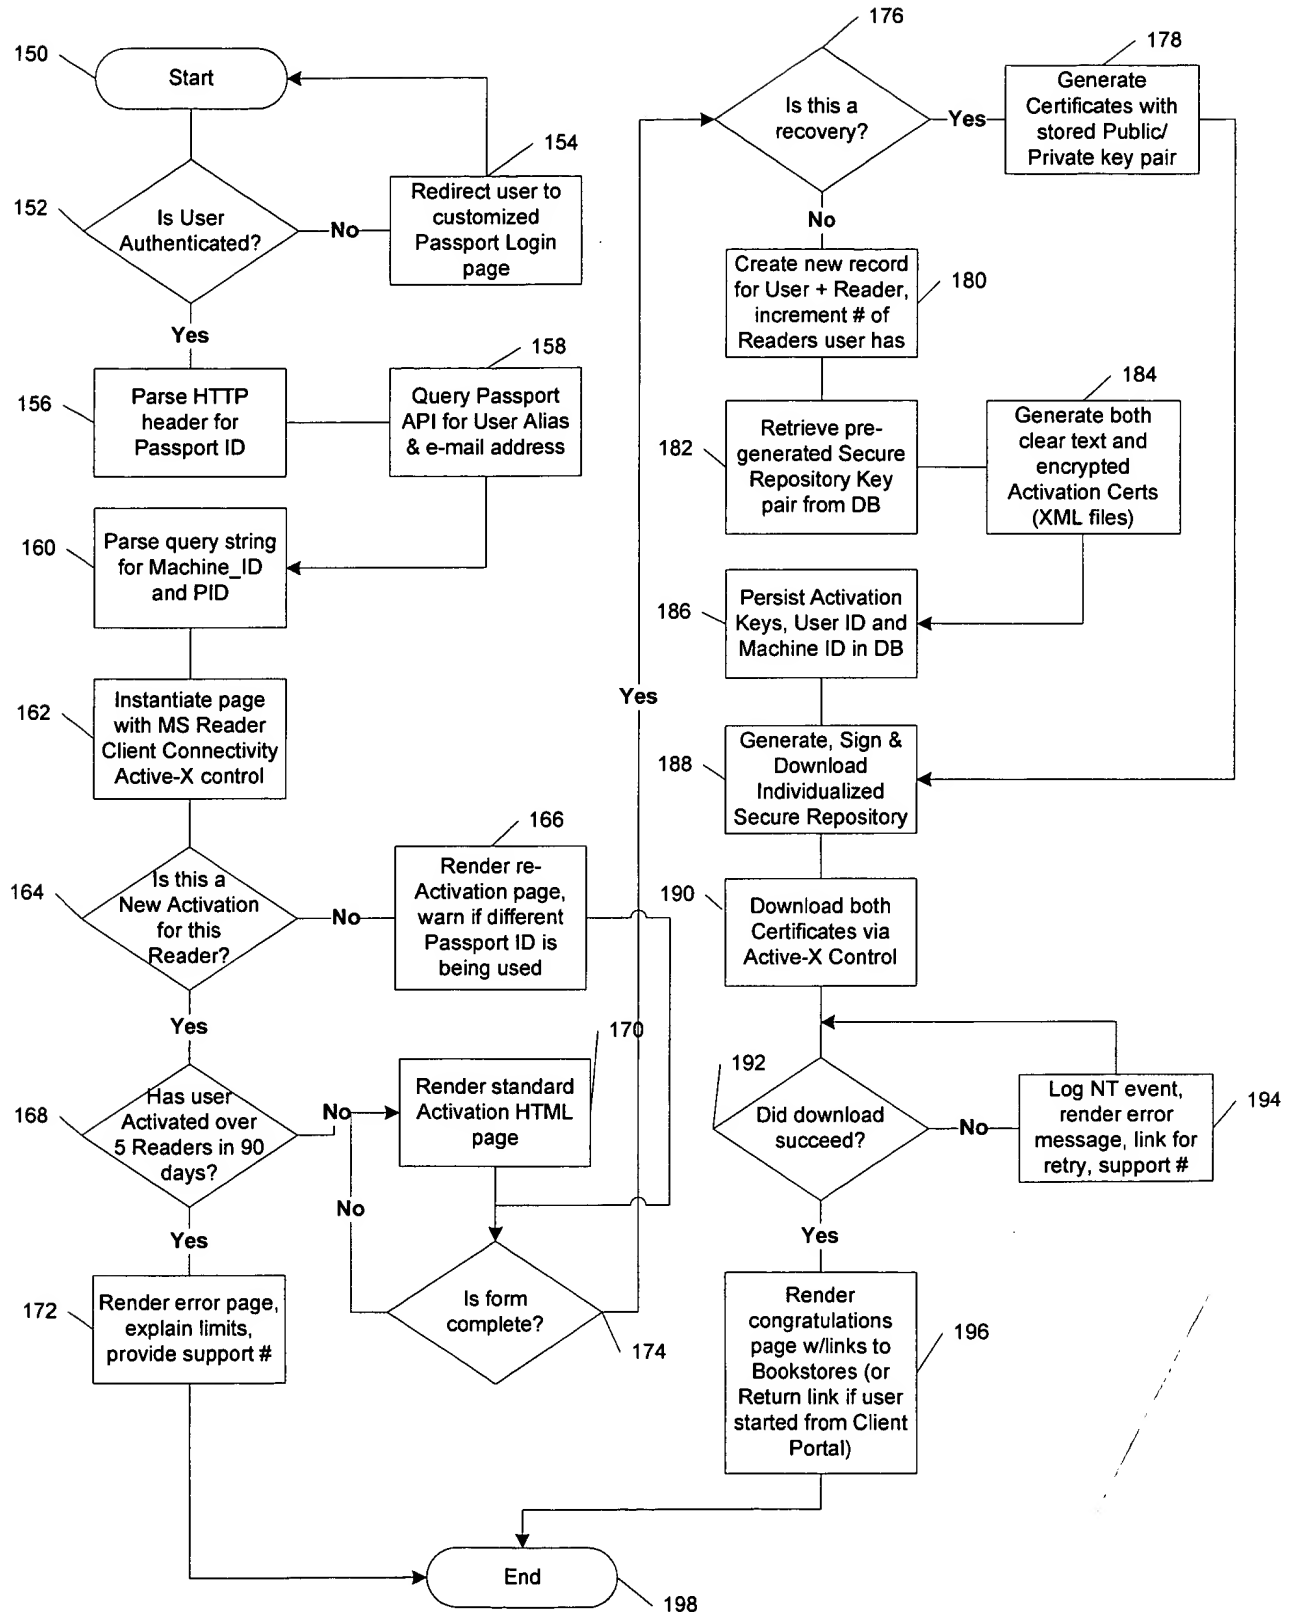 150
Start
152
Is User
Authenticated?
No
154
Redirect user to
customized
Passport Login
page
Yes
156
Parse HTTP
header for
Passport ID
158
Query Passport
API for User Alias
& e-mail address
160
Parse query string
for Machine_ID
and PID
162
Instantiate page
with MS Reader
Client Connectivity
Active-X control
164
Is this a
New Activation
for this
Reader?
No
166
Render re-
Activation page,
warn if different
Passport ID is
being used
Yes
168
Has user
Activated over
5 Readers in 90
days?
No
170
Render standard
Activation HTML
page
No
Yes
172
Render error page,
explain limits,
provide support #
Is form
complete?
174
Yes
176
Is this a
recovery?
Yes
178
Generate
Certificates with
stored Public/
Private key pair
No
180
Create new record
for User + Reader,
increment # of
Readers user has
182
Retrieve pre-
generated Secure
Repository Key
pair from DB
184
Generate both
clear text and
encrypted
Activation Certs
(XML files)
186
Persist Activation
Keys, User ID and
Machine ID in DB
188
Generate, Sign &
Download
Individualized
Secure Repository
190
Download both
Certificates via
Active-X Control
192
Did download
succeed?
No
194
Log NT event,
render error
message, link for
retry, support #
Yes
196
Render
congratulations
page w/links to
Bookstores (or
Return link if user
started from Client
Portal)
End
198